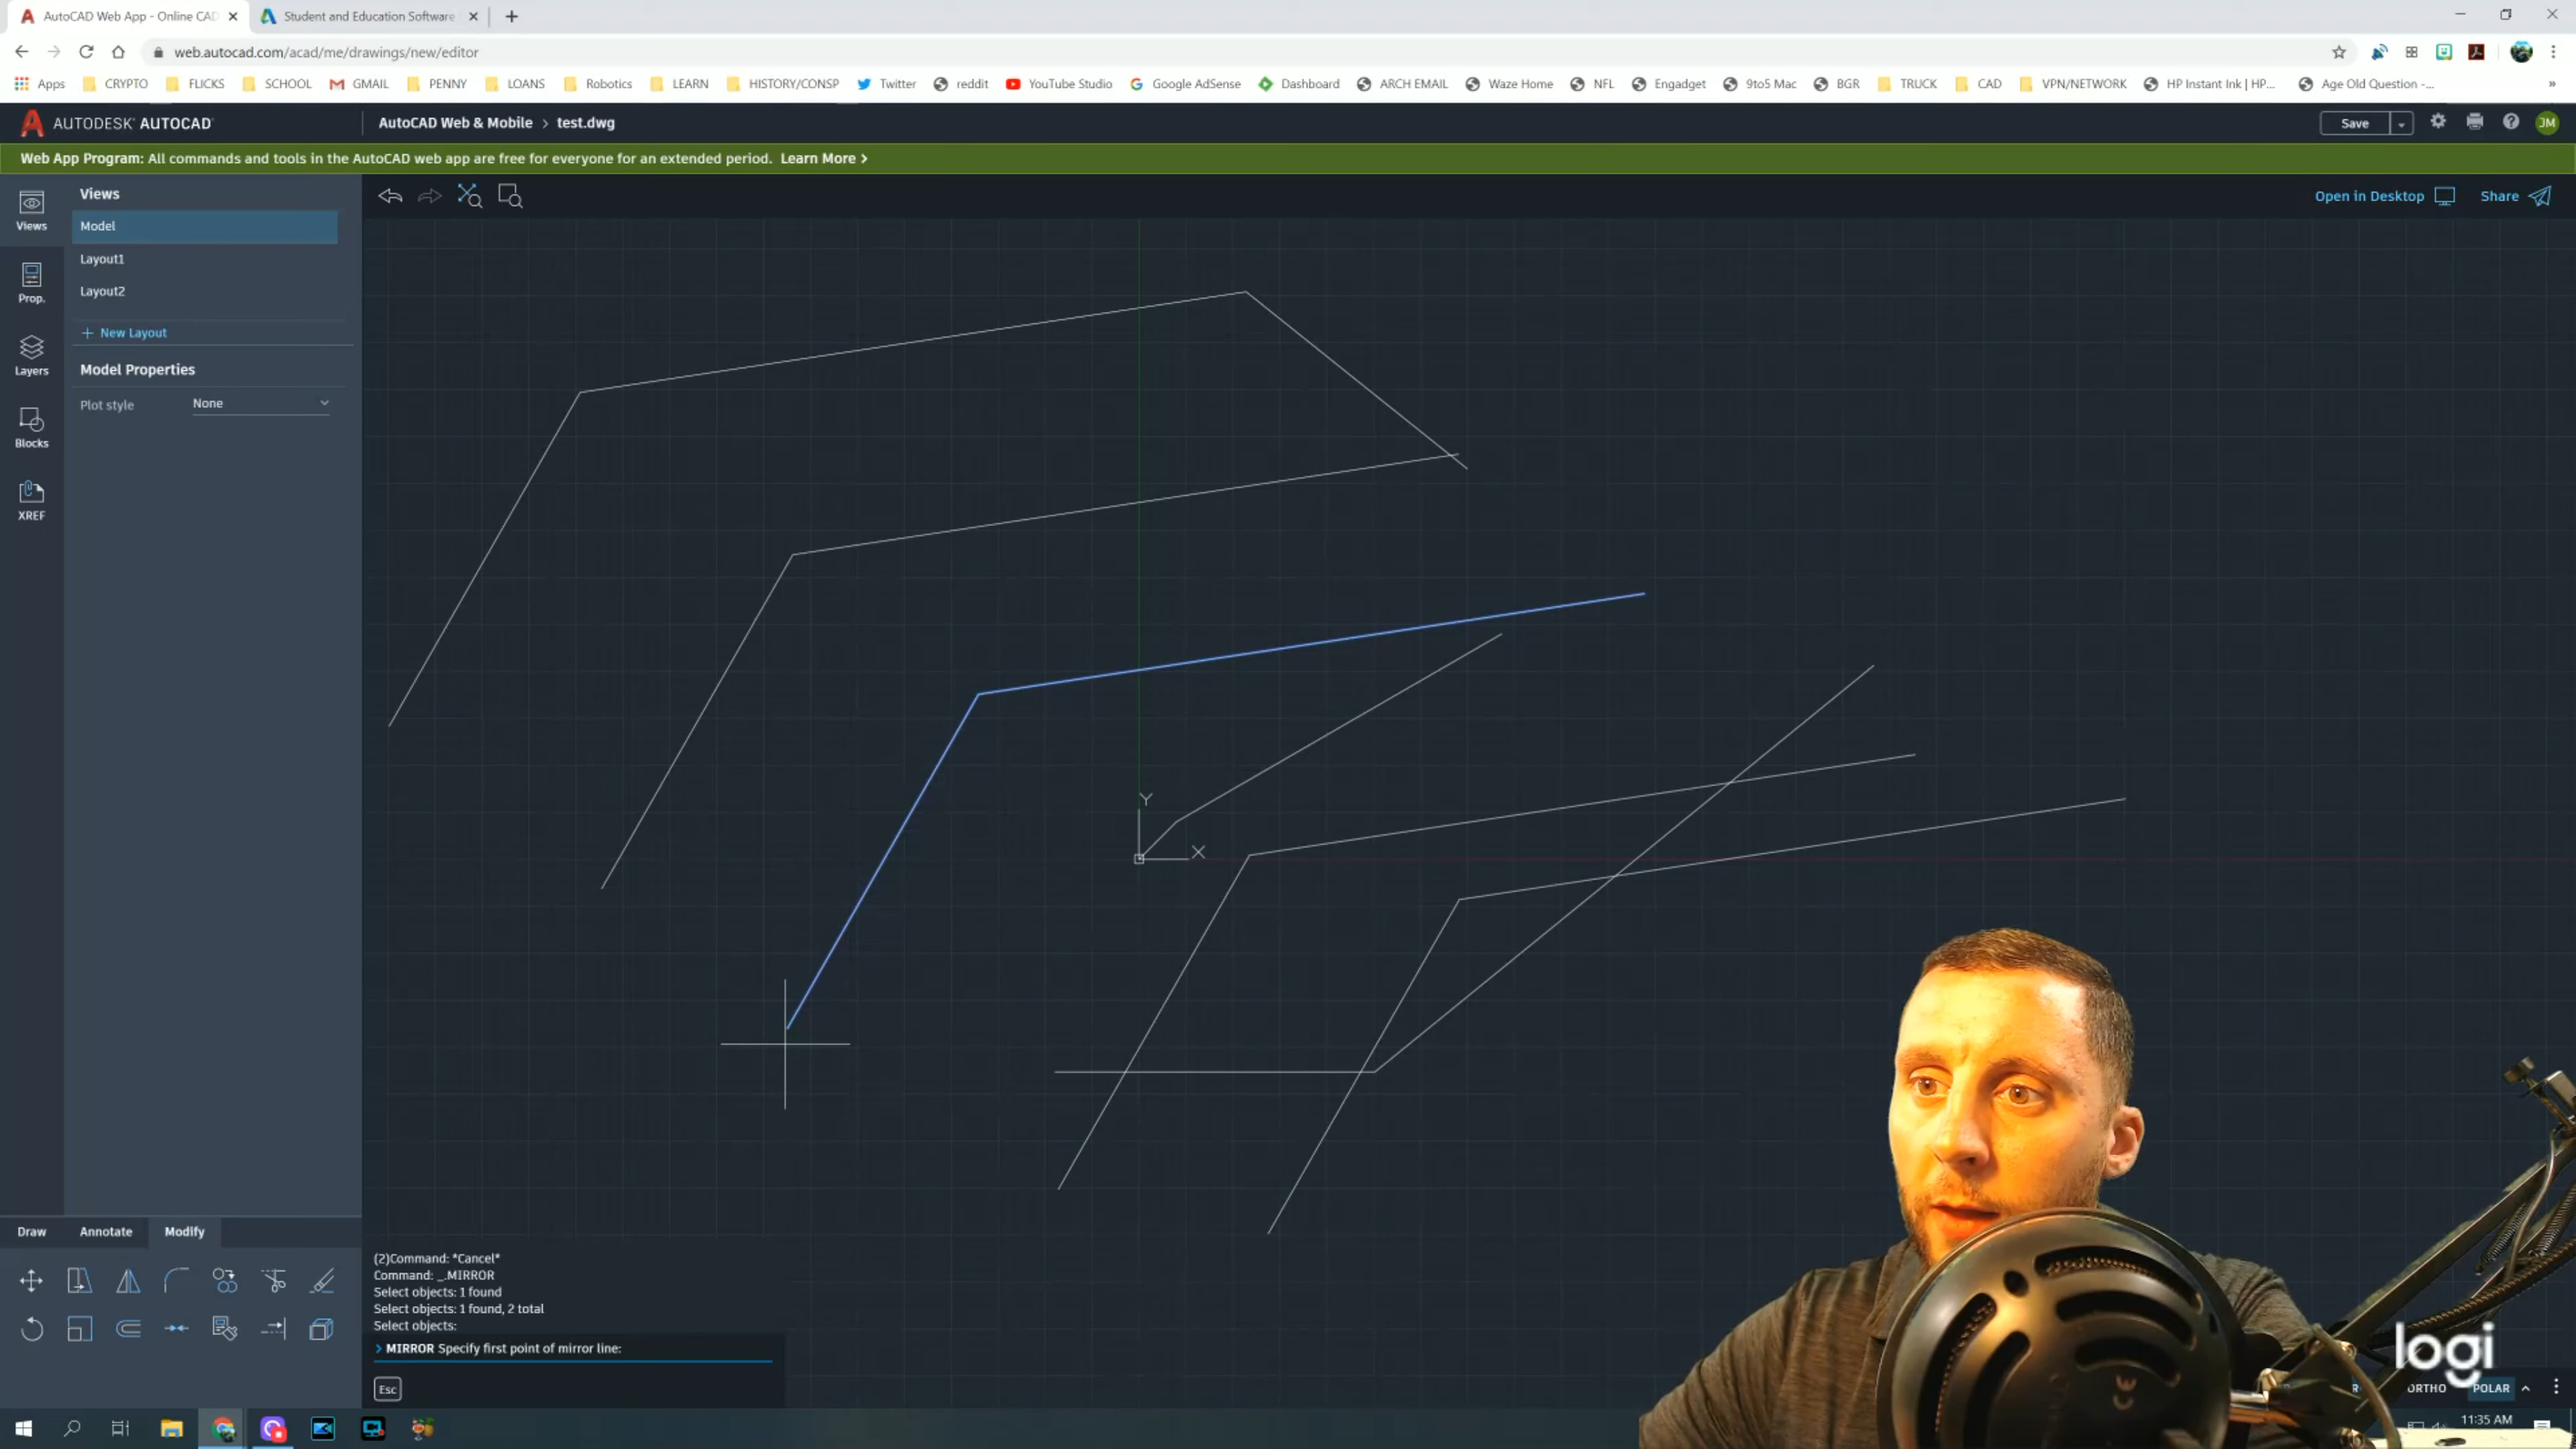 AutoCAD Web App - Online CAD
Student and Education Software
web.autocad.com/acad/me/drawings/new/editor
Apps CRYPTO FLICKS SCHOOL GMAIL PENNY LOANS Robotics LEARN HISTORY/CONSP Twitter reddit YouTube Studio Google AdSense Dashboard ARCH EMAIL Waze Home NFL Engadget 9to5 Mac BGR TRUCK CAD VPN/NETWORK HP Instant Ink | HP... Age Old Question -... »
AUTODESK AUTOCAD
AutoCAD Web & Mobile > test.dwg
Save
JM
Web App Program: All commands and tools in the AutoCAD web app are free for everyone for an extended period. Learn More >
Views
Views
Model
Layout1
Layout2
+ New Layout
Model Properties
Plot style None
Prop.
Layers
Blocks
XREF
Open in Desktop
Share
Y
X
Draw Annotate Modify
(2)Command: *Cancel*
Command: _.MIRROR
Select objects: 1 found
Select objects: 1 found, 2 total
Select objects:
> MIRROR Specify first point of mirror line:
Esc
logi
ORTHO POLAR
11:35 AM